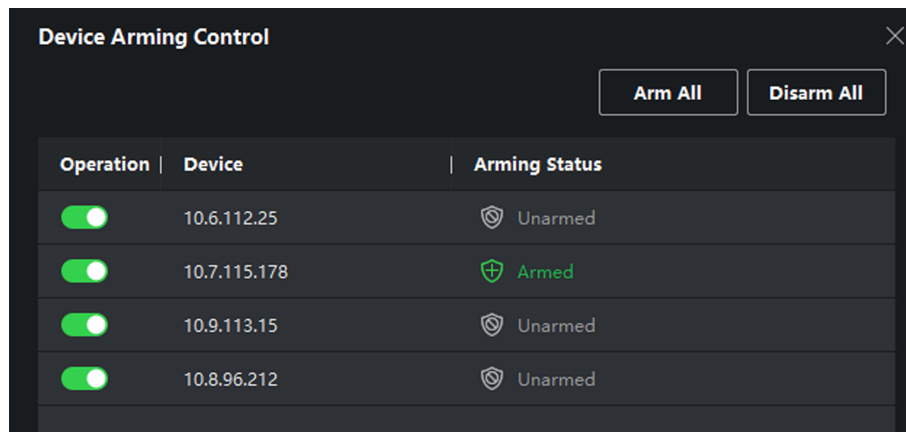 Device Arming Control
Arm All Disarm All
Operation Device Arming Status
10.6.112.25 Unarmed
10.7.115.178 Armed
10.9.113.15 Unarmed
10.8.96.212 Unarmed